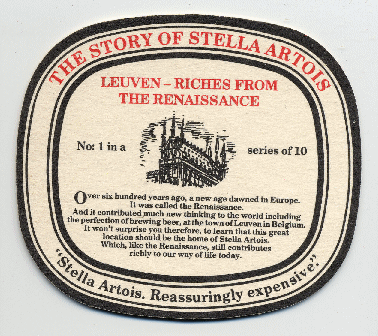 THE STORY OF STELLA ARTOIS
LEUVEN – RICHES FROM
THE RENAISSANCE
No: 1 in a series of 10
Over six hundred years ago, a new age dawned in Europe.
It was called the Renaissance.
And it contributed much new thinking to the world including
the perfection of brewing beer, at the town of Leuven in Belgium.
It won't surprise you therefore, to learn that this great
location should be the home of Stella Artois.
Which, like the Renaissance, still contributes
richly to our way of life today.
"Stella Artois. Reassuringly expensive."